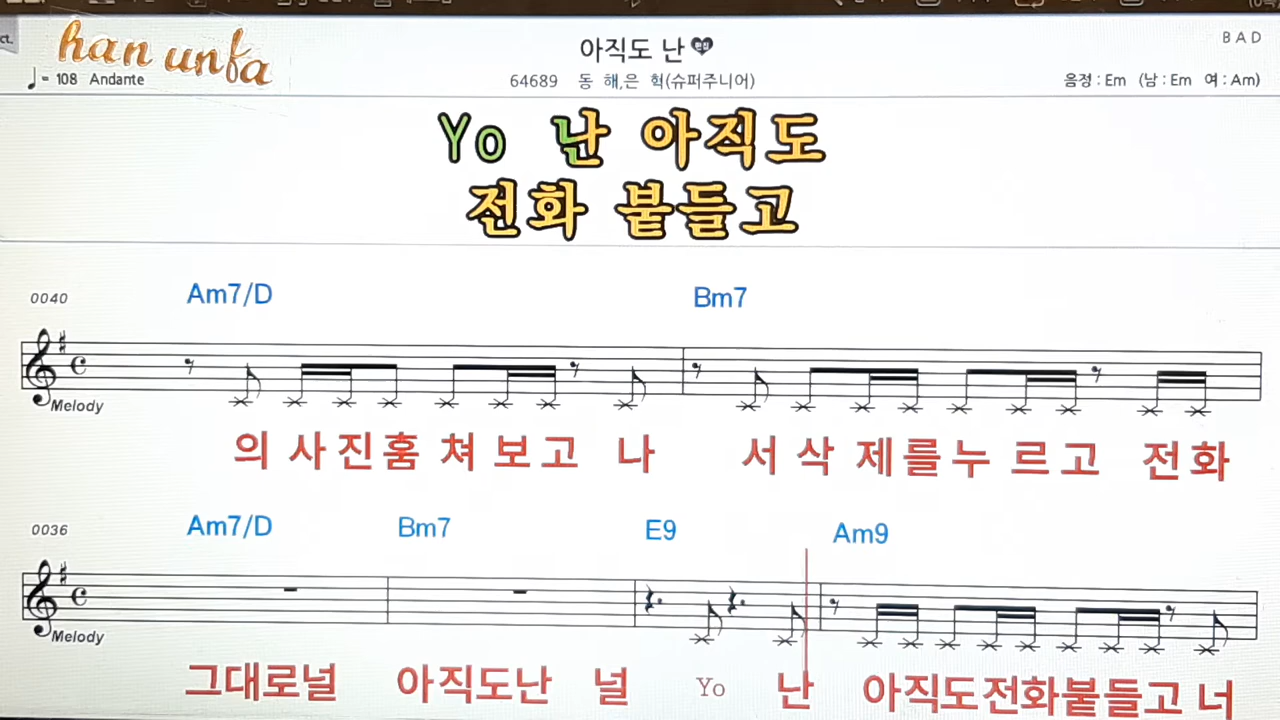 ct.
han unfa
아직도 난
B A D
= 108 Andante
64689 동 해,은 혁(슈퍼주니어)
음정 : Em (남 : Em 여 : Am)
Yo 난 아직도
전화 붙들고
0040 Am7/D Bm7
Melody
의 사 진 훔 쳐 보 고 나 서 삭 제 를 누 르 고 전 화
0036 Am7/D Bm7 E9 Am9
Melody
그대로널 아직도난 널 Yo 난 아직도전화붙들고 너